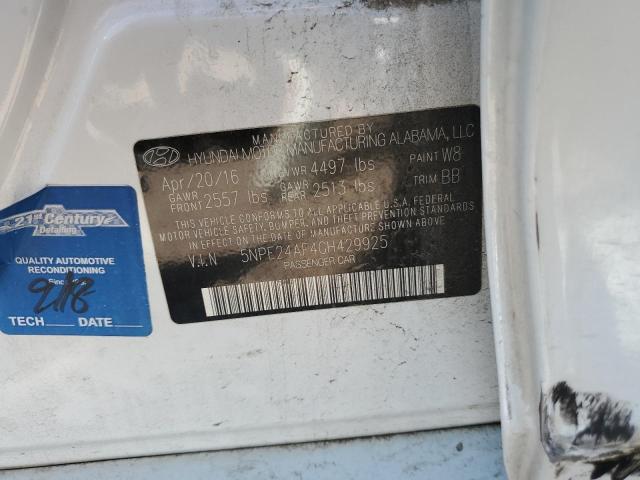 MANUFACTURED BY
HYUNDAI MOTOR MANUFACTURING ALABAMA, LLC
Apr/20/16 GVWR 4497 lbs PAINT W8
GAWR FRONT 2557 lbs GAWR REAR 2513 lbs TRIM BB
THIS VEHICLE CONFORMS TO ALL APPLICABLE U.S.A. FEDERAL
MOTOR VEHICLE SAFETY, BUMPER, AND THEFT PREVENTION
STANDARDS IN EFFECT ON THE DATE OF MANUFACTURE SHOWN ABOVE.
V.I.N 5NPE24AF4GH429925
PASSENGER CAR
21st Century
Detailing
QUALITY AUTOMOTIVE
RECONDITIONING
Since
TECH DATE